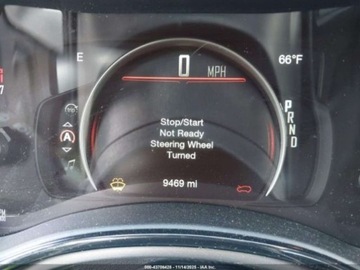 E
0 MPH
66°F
Stop/Start
Not Ready
Steering Wheel
Turned
P
R
N
D
A
9469 mi